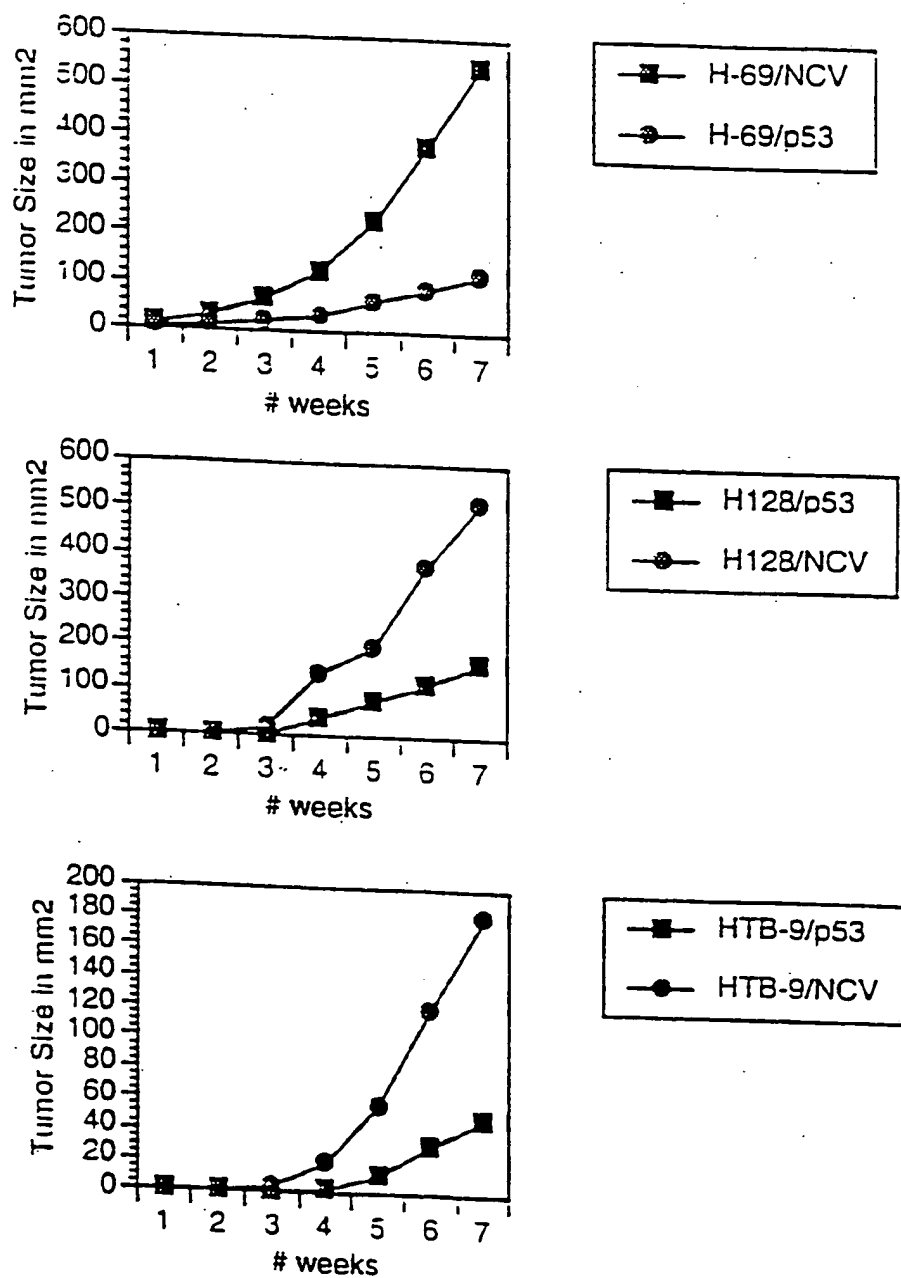 Tumor Size in mm2
600
500
400
300
200
100
0
1 2 3 4 5 6 7
# weeks
H-69/NCV
H-69/p53
Tumor Size in mm2
600
500
400
300
200
100
0
1 2 3 4 5 6 7
# weeks
H128/p53
H128/NCV
Tumor Size in mm2
200
180
160
140
120
100
80
60
40
20
0
1 2 3 4 5 6 7
# weeks
HTB-9/p53
HTB-9/NCV